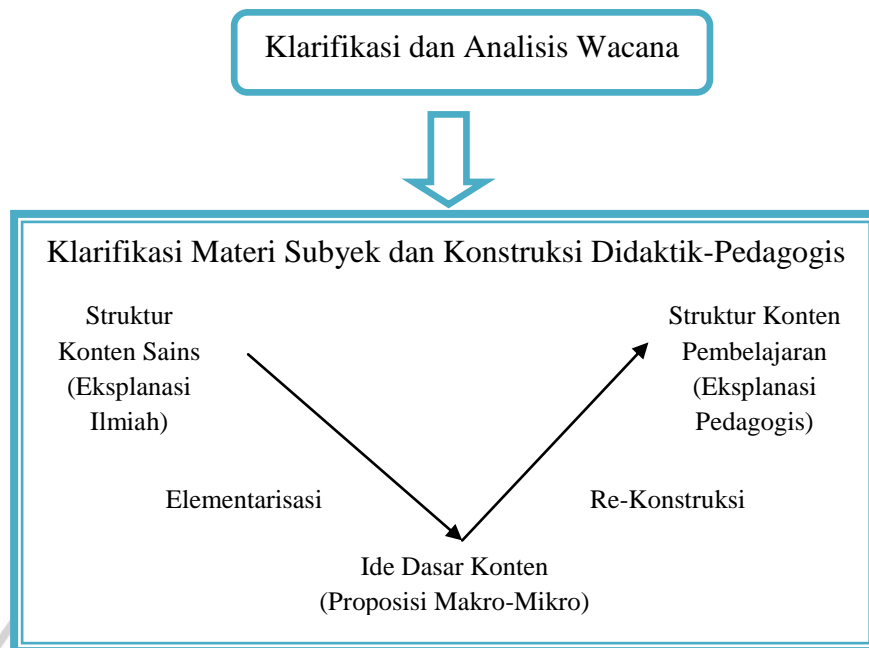 Klarifikasi dan Analisis Wacana
Klarifikasi Materi Subyek dan Konstruksi Didaktik-Pedagogis
Struktur
Konten Sains
(Eksplanasi
Ilmiah)
Struktur Konten
Pembelajaran
(Eksplanasi
Pedagogis)
Elementarisasi
Re-Konstruksi
Ide Dasar Konten
(Proposisi Makro-Mikro)